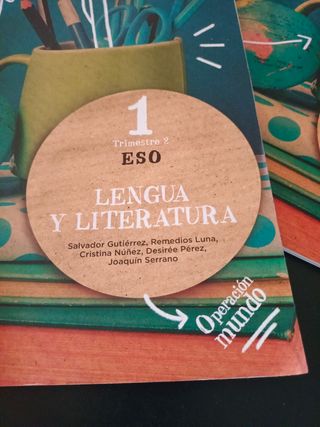 1
Trimestre 2
ESO
LENGUA
Y LITERATURA
Salvador Gutiérrez, Remedios Luna,
Cristina Núñez, Desirée Pérez,
Joaquín Serrano
Operación
mundo